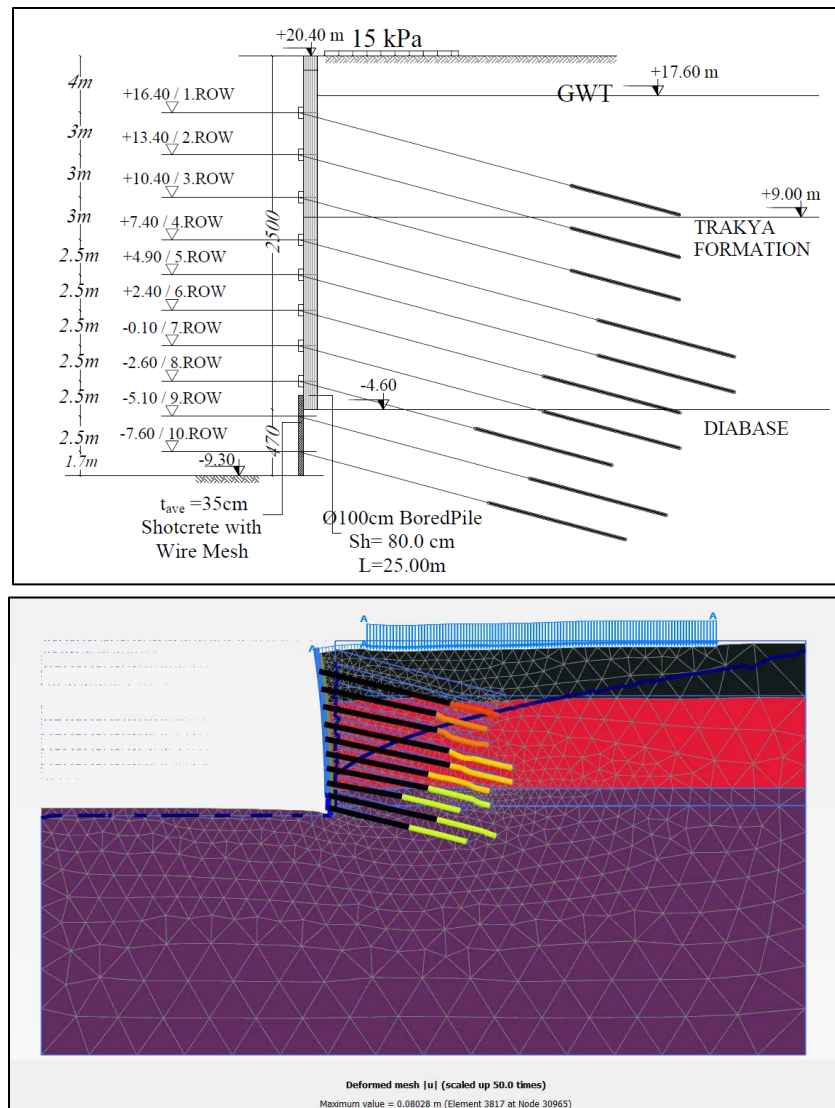 +20.40 m
15 kPa
4m
+17.60 m
GWT
+16.40 / 1.ROW
3m
+13.40 / 2.ROW
3m
+10.40 / 3.ROW
3m
+9.00 m
+7.40 / 4.ROW
TRAKYA
FORMATION
2500
2.5m
+4.90 / 5.ROW
2.5m
+2.40 / 6.ROW
2.5m
-0.10 / 7.ROW
2.5m
-2.60 / 8.ROW
2.5m
-4.60
-5.10 / 9.ROW
DIABASE
2.5m
470
-7.60 / 10.ROW
1.7m
-9.30
tave =35cm
Shotcrete with
Wire Mesh
Ø100cm BoredPile
Sh= 80.0 cm
L=25.00m
A
A
A
A
Deformed mesh |u| (scaled up 50.0 times)
Maximum value = 0.08028 m (Element 3817 at Node 30965)